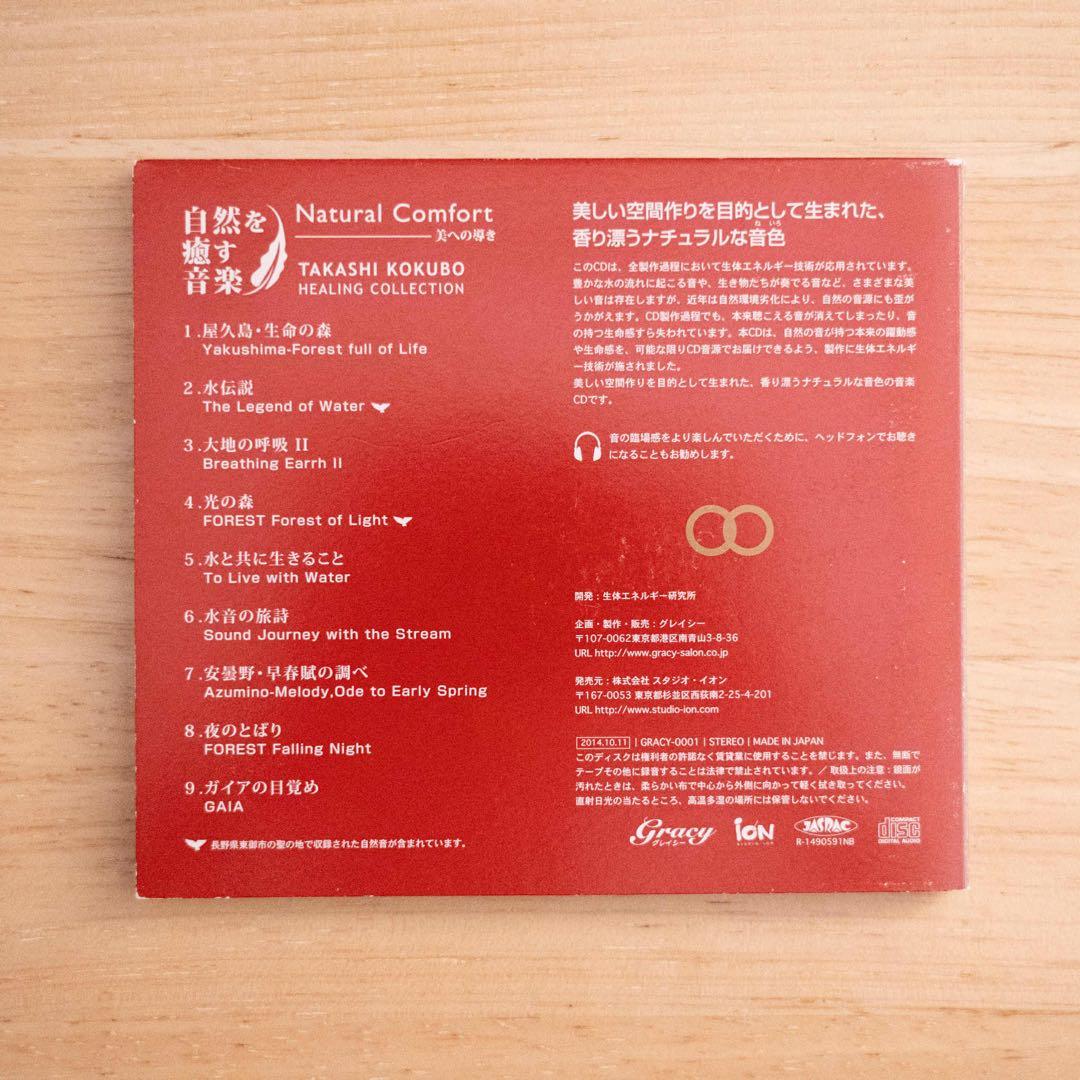 自然を
癒す
音楽
Natural Comfort
美への導き
TAKASHI KOKUBO
HEALING COLLECTION
1.屋久島・生命の森
Yakushima-Forest full of Life
2.水伝説
The Legend of Water
3.大地の呼吸 II
Breathing Earrh II
4.光の森
FOREST Forest of Light
5.水と共に生きること
To Live with Water
6.水音の旅詩
Sound Journey with the Stream
7.安曇野・早春賦の調べ
Azumino-Melody,Ode to Early Spring
8.夜のとばり
FOREST Falling Night
9.ガイアの目覚め
GAIA
長野県東御市の聖の地で収録された自然音が含まれています。
美しい空間作りを目的として生まれた、
ね いろ
香り漂うナチュラルな音色
このCDは、全製作過程において生体エネルギー技術が応用されています。
豊かな水の流れに起こる音や、生き物たちが奏でる音など、さまざまな美
しい音は存在しますが、近年は自然環境劣化により、自然の音源にも歪が
うかがえます。CD製作過程でも、本来聴こえる音が消えてしまったり、音
の持つ生命感すら失われています。本CDは、自然の音が持つ本来の躍動感
や生命感を、可能な限りCD音源でお届けできるよう、製作に生体エネルギ
ー技術が施されました。
美しい空間作りを目的として生まれた、香り漂うナチュラルな音色の音楽
CDです。
音の臨場感をより楽しんでいただくために、ヘッドフォンでお聴き
になることもお勧めします。
開発：生体エネルギー研究所
企画・製作・販売：グレイシー
〒107-0062東京都港区南青山3-8-36
URL http://www.gracy-salon.co.jp
発売元：株式会社 スタジオ・イオン
〒167-0053 東京都杉並区西荻南2-25-4-201
URL http://www.studio-ion.com
2014.10.11 | GRACY-0001 | STEREO | MADE IN JAPAN
このディスクは権利者の許諾なく賃貸業に使用することを禁じます。また、無断で
テープその他に録音することは法律で禁止されています。／取扱上の注意：鏡面が
汚れたときは、柔らかい布で中心から外側に向かって軽く拭き取ってください。
直射日光の当たるところ、高温多湿の場所には保管しないでください。
Gracy
グレイシー
iON
STUDIO ION
JASRAC
R-1490591NB
COMPACT
disc
DIGITAL AUDIO